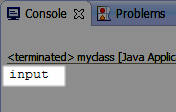 Console Problems
<terminated> myclass [Java Applic
input